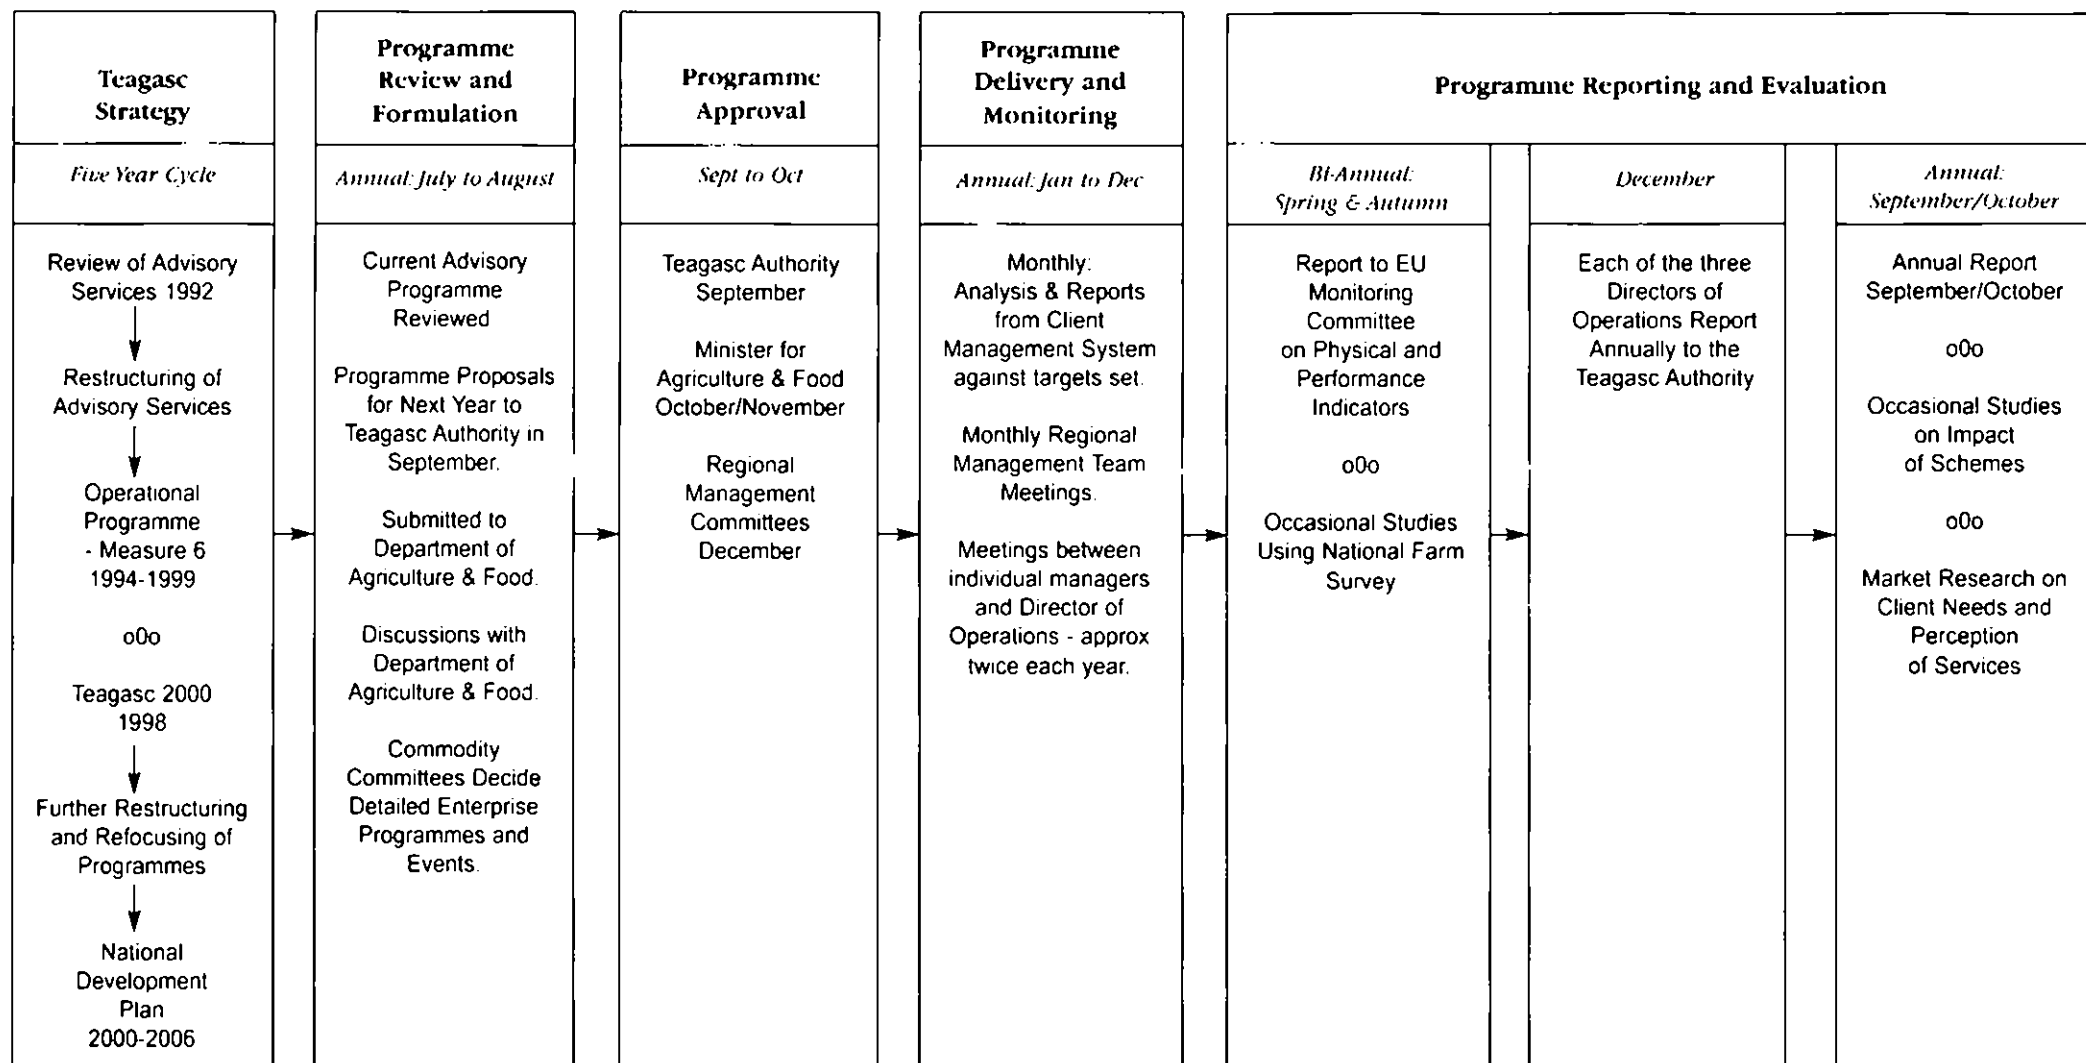 Teagasc
Strategy
Five Year Cycle
Review of Advisory
Services 1992
Restructuring of
Advisory Services
Operational
Programme
- Measure 6
1994-1999
o0o
Teagasc 2000
1998
Further Restructuring
and Refocusing of
Programmes
National
Development
Plan
2000-2006
Programme
Review and
Formulation
Annual: July to August
Current Advisory
Programme
Reviewed
Programme Proposals
for Next Year to
Teagasc Authority in
September.
Submitted to
Department of
Agriculture & Food.
Discussions with
Department of
Agriculture & Food.
Commodity
Committees Decide
Detailed Enterprise
Programmes and
Events.
Programme
Approval
Sept to Oct
Teagasc Authority
September
Minister for
Agriculture & Food
October/November
Regional
Management
Committees
December
Programme
Delivery and
Monitoring
Annual: Jan to Dec
Monthly:
Analysis & Reports
from Client
Management System
against targets set.
Monthly Regional
Management Team
Meetings.
Meetings between
individual managers
and Director of
Operations - approx
twice each year.
Programme Reporting and Evaluation
Bi-Annual:
Spring & Autumn
Report to EU
Monitoring
Committee
on Physical and
Performance
Indicators
o0o
Occasional Studies
Using National Farm
Survey
December
Each of the three
Directors of
Operations Report
Annually to the
Teagasc Authority
Annual:
September/October
Annual Report
September/October
o0o
Occasional Studies
on Impact
of Schemes
o0o
Market Research on
Client Needs and
Perception
of Services